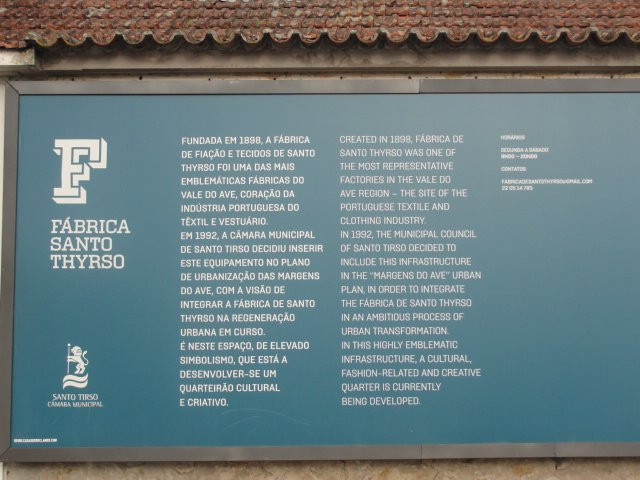 F
FÁBRICA
SANTO
THYRSO
SANTO TIRSO
CÂMARA MUNICIPAL
FUNDADA EM 1898, A FÁBRICA
DE FIAÇÃO E TECIDOS DE SANTO
THYRSO FOI UMA DAS MAIS
EMBLEMÁTICAS FÁBRICAS DO
VALE DO AVE, CORAÇÃO DA
INDÚSTRIA PORTUGUESA DO
TÊXTIL E VESTUÁRIO.
EM 1992, A CÂMARA MUNICIPAL
DE SANTO TIRSO DECIDIU INSERIR
ESTE EQUIPAMENTO NO PLANO
DE URBANIZAÇÃO DAS MARGENS
DO AVE, COM A VISÃO DE
INTEGRAR A FÁBRICA DE SANTO
THYRSO NA REGENERAÇÃO
URBANA EM CURSO.
É NESTE ESPAÇO, DE ELEVADO
SIMBOLISMO, QUE ESTÁ A
DESENVOLVER-SE UM
QUARTEIRÃO CULTURAL
E CRIATIVO.
CREATED IN 1898, FÁBRICA DE
SANTO THYRSO WAS ONE OF
THE MOST REPRESENTATIVE
FACTORIES IN THE VALE DO
AVE REGION – THE SITE OF THE
PORTUGUESE TEXTILE AND
CLOTHING INDUSTRY.
IN 1992, THE MUNICIPAL COUNCIL
OF SANTO TIRSO DECIDED TO
INCLUDE THIS INFRASTRUCTURE
IN THE "MARGENS DO AVE" URBAN
PLAN, IN ORDER TO INTEGRATE
THE FÁBRICA DE SANTO THYRSO
IN AN AMBITIOUS PROCESS OF
URBAN TRANSFORMATION.
IN THIS HIGHLY EMBLEMATIC
INFRASTRUCTURE, A CULTURAL,
FASHION-RELATED AND CREATIVE
QUARTER IS CURRENTLY
BEING DEVELOPED.
HORÁRIOS
SEGUNDA A SÁBADO
9H00 – 20H00
CONTATOS
FABRICADESANTOTHYRSO@GMAIL.COM